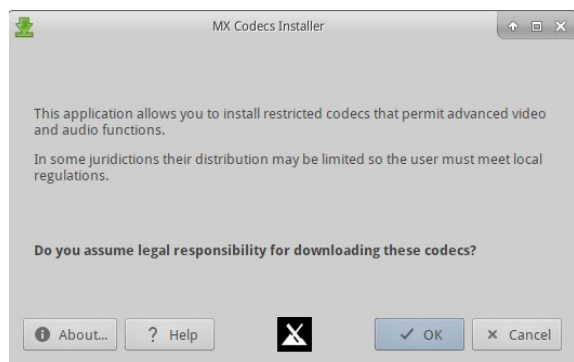 MX Codecs Installer
This application allows you to install restricted codecs that permit advanced video
and audio functions.
In some juridictions their distribution may be limited so the user must meet local
regulations.
Do you assume legal responsibility for downloading these codecs?
About... Help OK Cancel